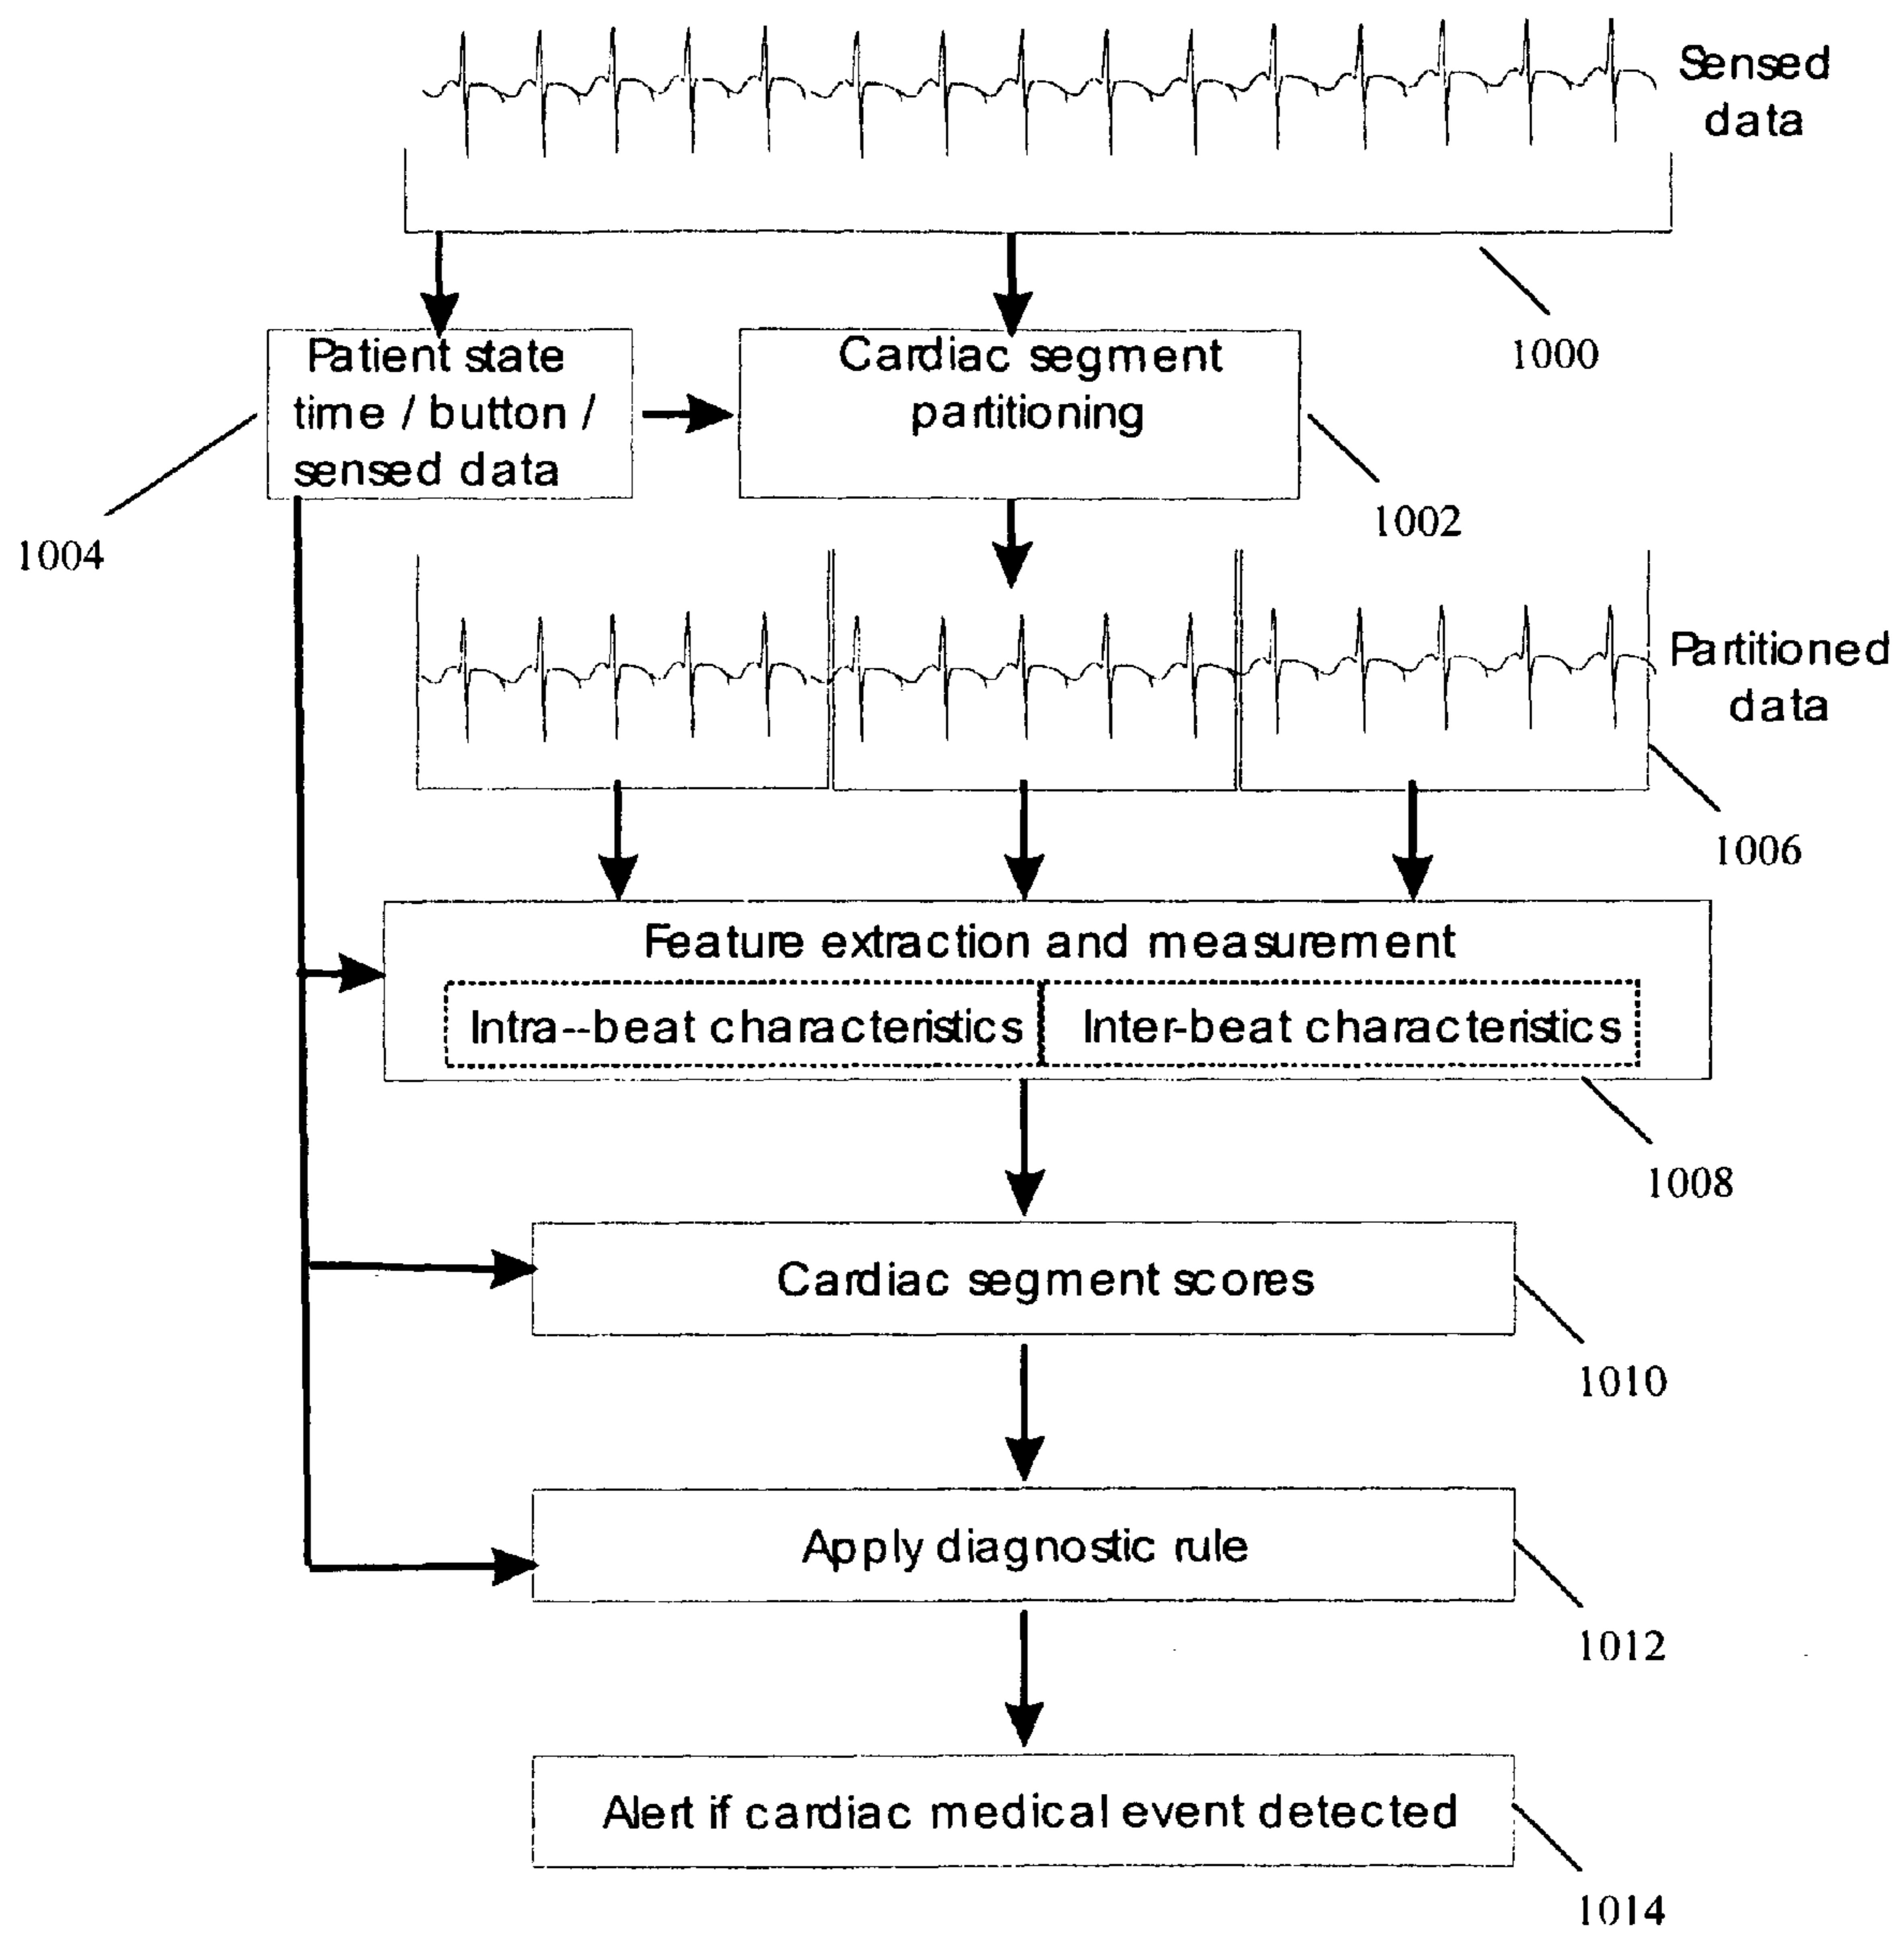 Sensed
data
1000
Patient state
time / button /
sensed data
1004
Cardiac segment
partitioning
1002
Partitioned
data
1006
Feature extraction and measurement
Intra--beat characteristics
Inter-beat characteristics
1008
Cardiac segment scores
1010
Apply diagnostic rule
1012
Alert if cardiac medical event detected
1014